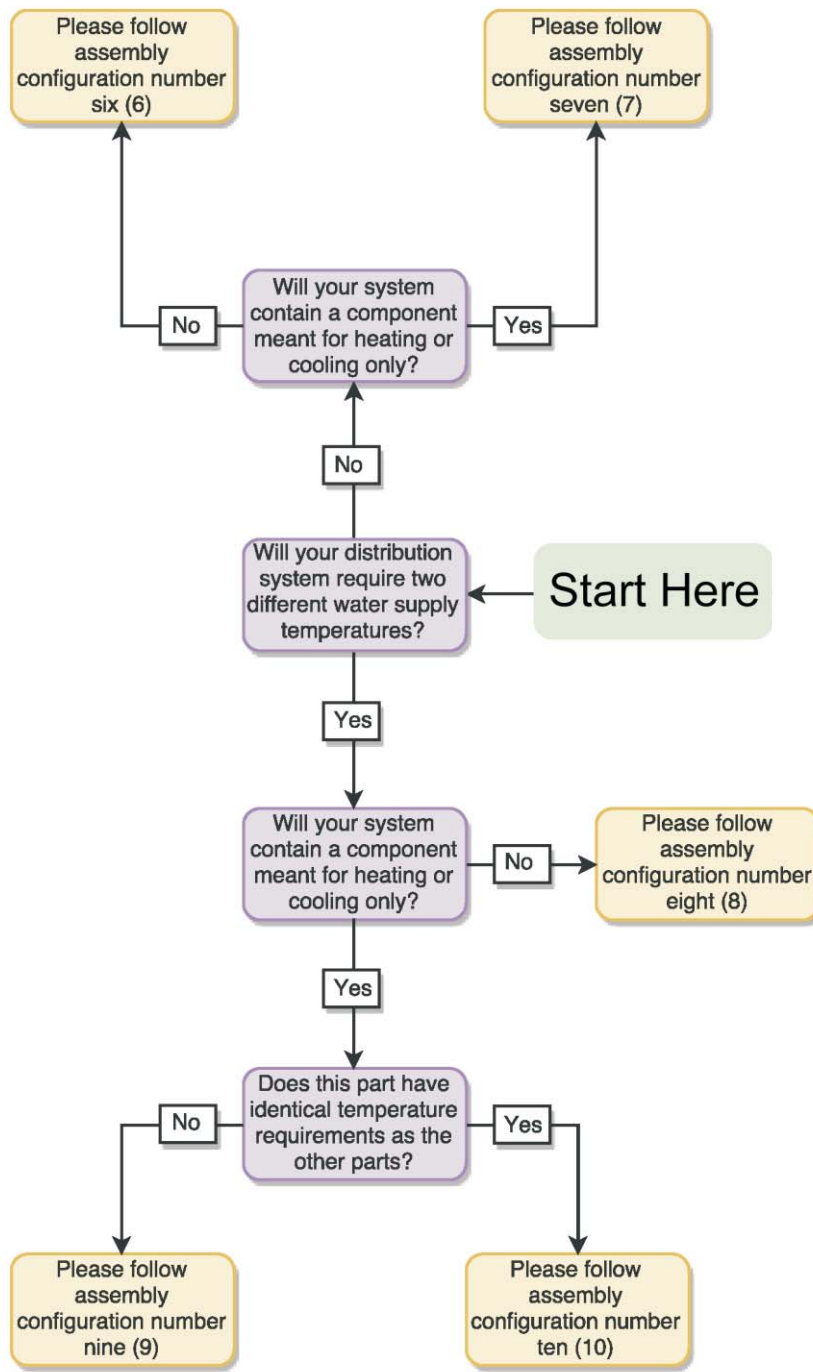 Please follow
assembly
configuration number
six (6)
Please follow
assembly
configuration number
seven (7)
Will your system
contain a component
meant for heating or
cooling only?
No
Yes
No
Will your distribution
system require two
different water supply
temperatures?
Start Here
Yes
Will your system
contain a component
meant for heating or
cooling only?
No
Please follow
assembly
configuration number
eight (8)
Yes
Does this part have
identical temperature
requirements as the
other parts?
No
Yes
Please follow
assembly
configuration number
nine (9)
Please follow
assembly
configuration number
ten (10)